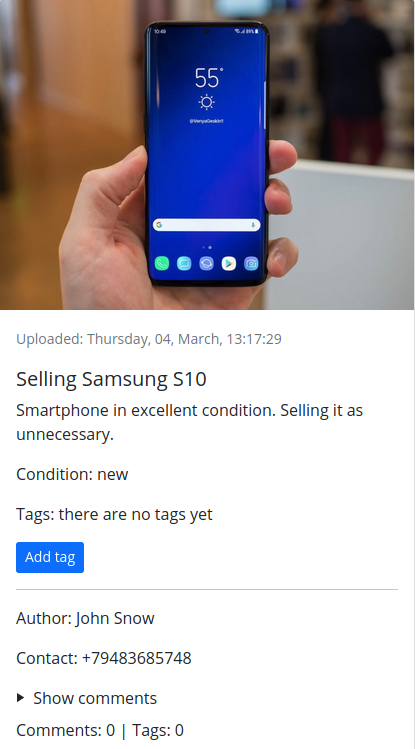 10:49
89%
55°
@VenyaGeskin1
G
Uploaded: Thursday, 04, March, 13:17:29
Selling Samsung S10
Smartphone in excellent condition. Selling it as
unnecessary.
Condition: new
Tags: there are no tags yet
Add tag
Author: John Snow
Contact: +79483685748
Show comments
Comments: 0 | Tags: 0